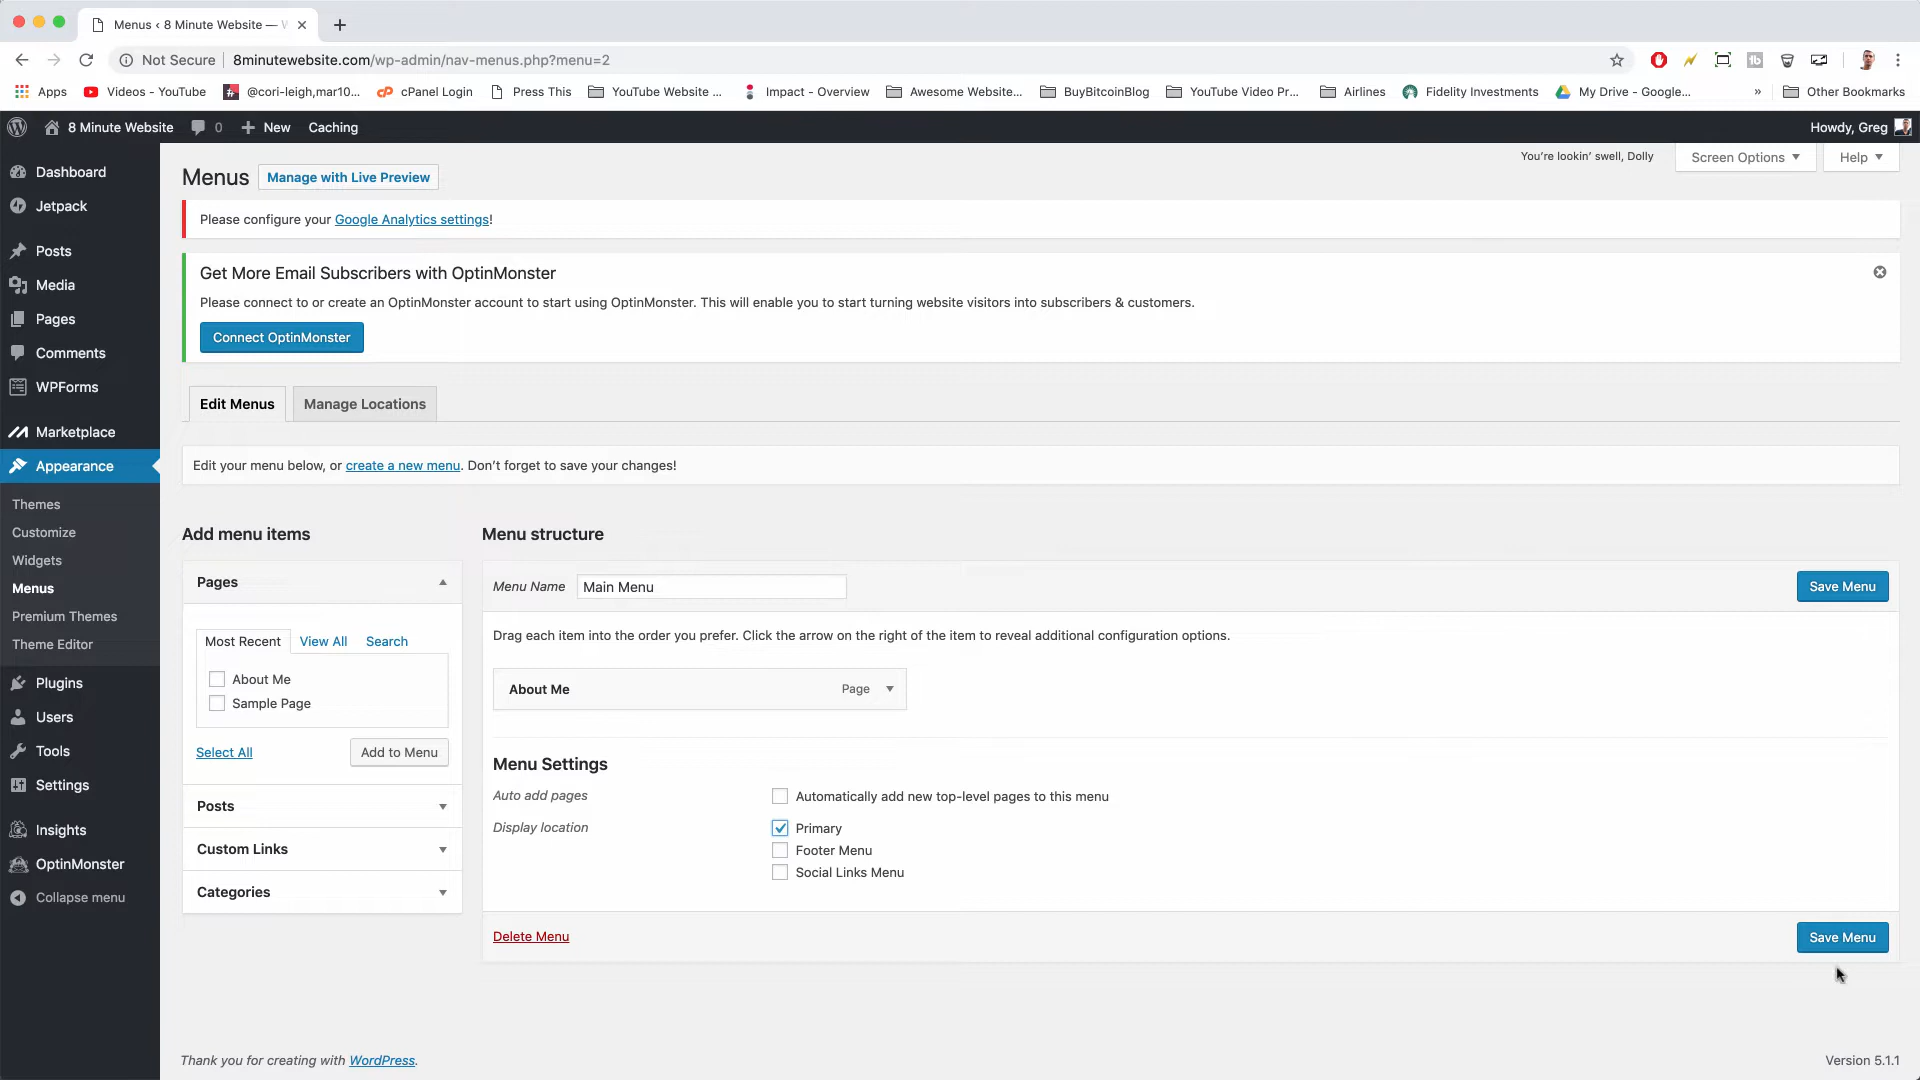 Menus ‹ 8 Minute Website —
Not Secure 8minutewebsite.com/wp-admin/nav-menus.php?menu=2
Apps Videos - YouTube @cori-leigh,mar10... cPanel Login Press This YouTube Website ... Impact - Overview Awesome Website... BuyBitcoinBlog YouTube Video Pr... Airlines Fidelity Investments My Drive - Google... » Other Bookmarks
8 Minute Website 0 New Caching Howdy, Greg
Dashboard
Jetpack
Posts
Media
Pages
Comments
WPForms
Marketplace
Appearance
Themes
Customize
Widgets
Menus
Premium Themes
Theme Editor
Plugins
Users
Tools
Settings
Insights
OptinMonster
Collapse menu
You're lookin' swell, Dolly Screen Options Help
Menus Manage with Live Preview
Please configure your Google Analytics settings!
Get More Email Subscribers with OptinMonster
Please connect to or create an OptinMonster account to start using OptinMonster. This will enable you to start turning website visitors into subscribers & customers.
Connect OptinMonster
Edit Menus Manage Locations
Edit your menu below, or create a new menu. Don't forget to save your changes!
Add menu items
Pages
Most Recent View All Search
About Me
Sample Page
Select All Add to Menu
Posts
Custom Links
Categories
Menu structure
Menu Name Main Menu Save Menu
Drag each item into the order you prefer. Click the arrow on the right of the item to reveal additional configuration options.
About Me Page
Menu Settings
Auto add pages Automatically add new top-level pages to this menu
Display location Primary
Footer Menu
Social Links Menu
Delete Menu Save Menu
Thank you for creating with WordPress. Version 5.1.1